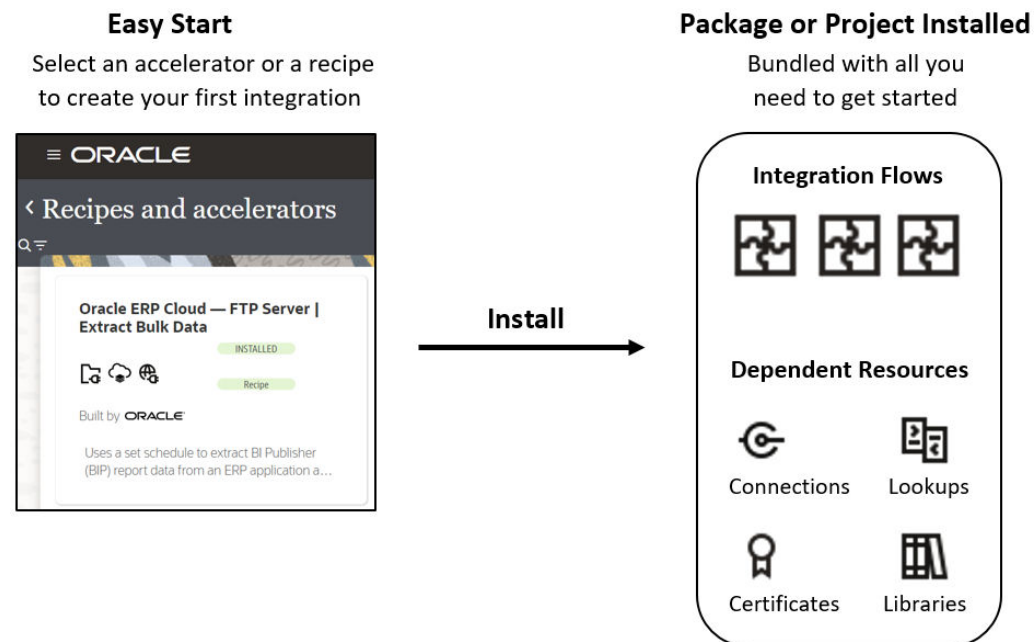 Easy Start
Select an accelerator or a recipe
to create your first integration
ORACLE
Recipes and accelerators
Oracle ERP Cloud — FTP Server |
Extract Bulk Data
INSTALLED
Recipe
Built by ORACLE
Uses a set schedule to extract BI Publisher
(BIP) report data from an ERP application a...
Install
Package or Project Installed
Bundled with all you
need to get started
Integration Flows
Dependent Resources
Connections
Lookups
Certificates
Libraries